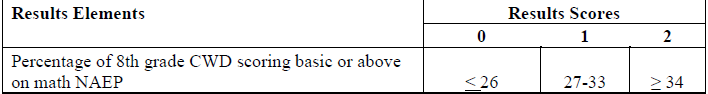 Results Elements Results Scores
0 1 2
Percentage of 8th grade CWD scoring basic or above
on math NAEP ≤ 26 27-33 ≥ 34